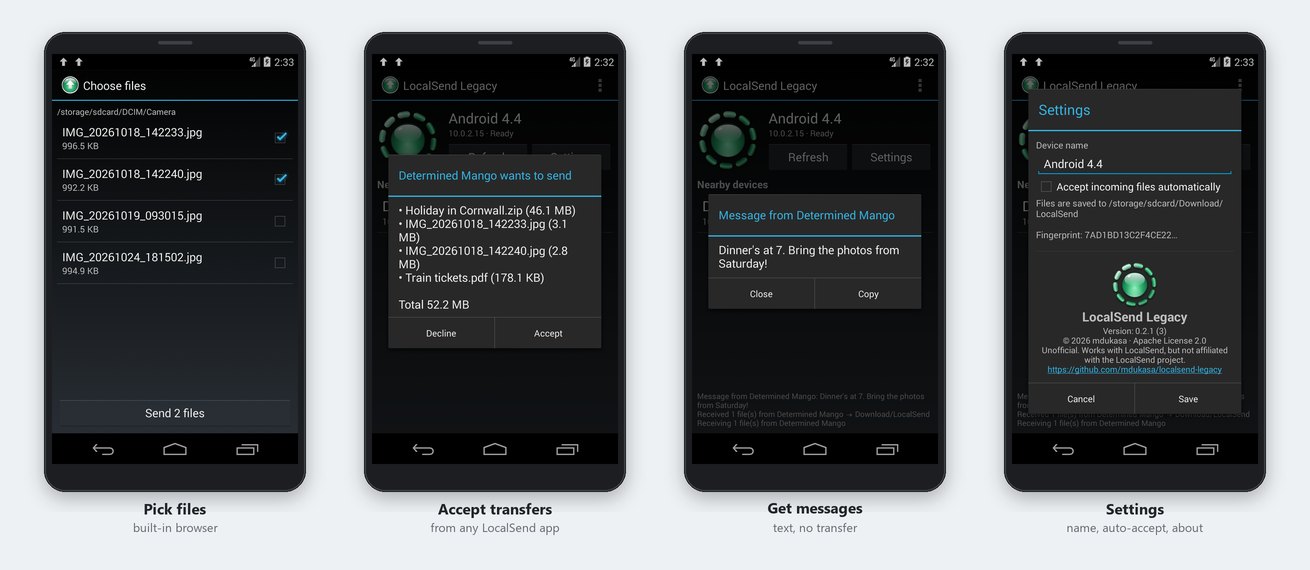 2:33
Choose files
/storage/sdcard/DCIM/Camera
IMG_20261018_142233.jpg
996.5 KB
IMG_20261018_142240.jpg
992.2 KB
IMG_20261019_093015.jpg
991.5 KB
IMG_20261024_181502.jpg
994.9 KB
Send 2 files
Pick files
built-in browser
2:32
LocalSend Legacy
Android 4.4
10.0.2.15 · Ready
Determined Mango wants to send
• Holiday in Cornwall.zip (46.1 MB)
• IMG_20261018_142233.jpg (3.1
MB)
• IMG_20261018_142240.jpg (2.8
MB)
• Train tickets.pdf (178.1 KB)
Total 52.2 MB
Decline Accept
Accept transfers
from any LocalSend app
2:32
LocalSend Legacy
Android 4.4
10.0.2.15 · Ready
Refresh Settings
Nearby devices
Message from Determined Mango
Dinner's at 7. Bring the photos from
Saturday!
Close Copy
Message from Determined Mango: Dinner's at 7. Bring the photos
from Saturday!
Received 1 file(s) from Determined Mango → Download/LocalSend
Receiving 1 file(s) from Determined Mango
Get messages
text, no transfer
2:33
LocalSend Legacy
Settings
Device name
Android 4.4
Accept incoming files automatically
Files are saved to /storage/sdcard/Download/
LocalSend
Fingerprint: 7AD1BD13C2F4CE22…
LocalSend Legacy
Version: 0.2.1 (3)
© 2026 mdukasa · Apache License 2.0
Unofficial. Works with LocalSend, but not affiliated
with the LocalSend project.
https://github.com/mdukasa/localsend-legacy
Cancel Save
Settings
name, auto-accept, about